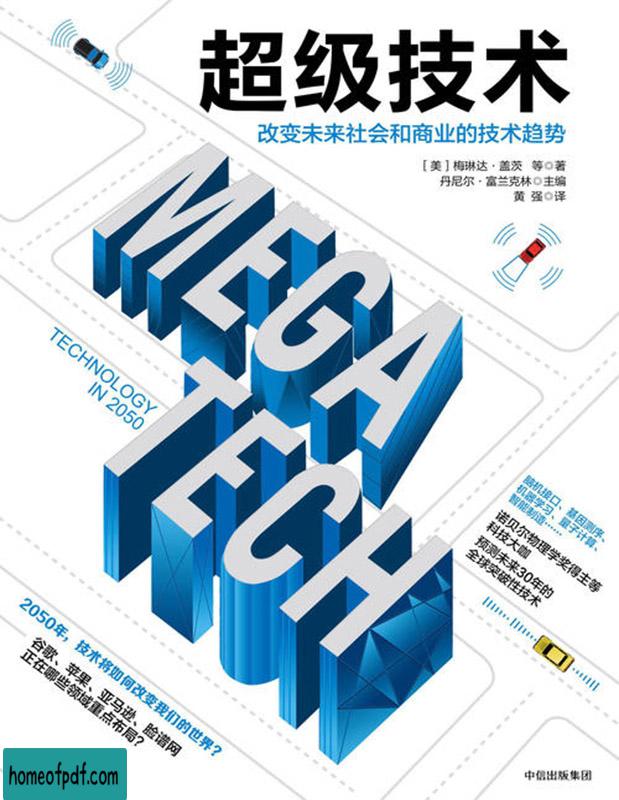 超级技术
改变未来社会和商业的技术趋势
[美]梅琳达·盖茨 等◎著
丹尼尔·富兰克林◎主编
黄 强◎译
MEGA
TECH
TECHNOLOGY
IN 2050
脑机接口、基因测序、
机器学习、量子计算、
智能制造……
诺贝尔物理学奖得主等
科技大咖
预测未来30年的
全球突破性技术
2050年，技术将如何改变我们的世界？
谷歌、苹果、亚马逊、脸谱网
正在哪些领域重点布局？
homeofpdf.com
中信出版集团